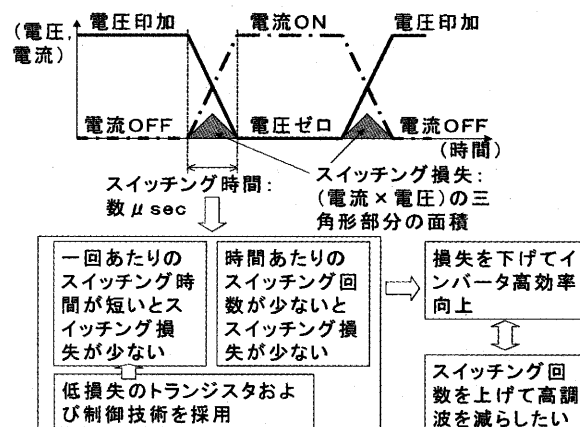 (電圧,
電流)
電圧印加
電流ON
電圧印加
電流OFF
電圧ゼロ
電流OFF
(時間)
スイッチング時間:
数μsec
スイッチング損失:
(電流×電圧)の三
角形部分の面積
一回あたりの
スイッチング時
間が短いとス
イッチング損
失が少ない
時間あたりの
スイッチング回
数が少ないと
スイッチング損
失が少ない
低損失のトランジスタおよ
び制御技術を採用
損失を下げてイ
ンバータ高効率
向上
スイッチング回
数を上げて高調
波を減らしたい